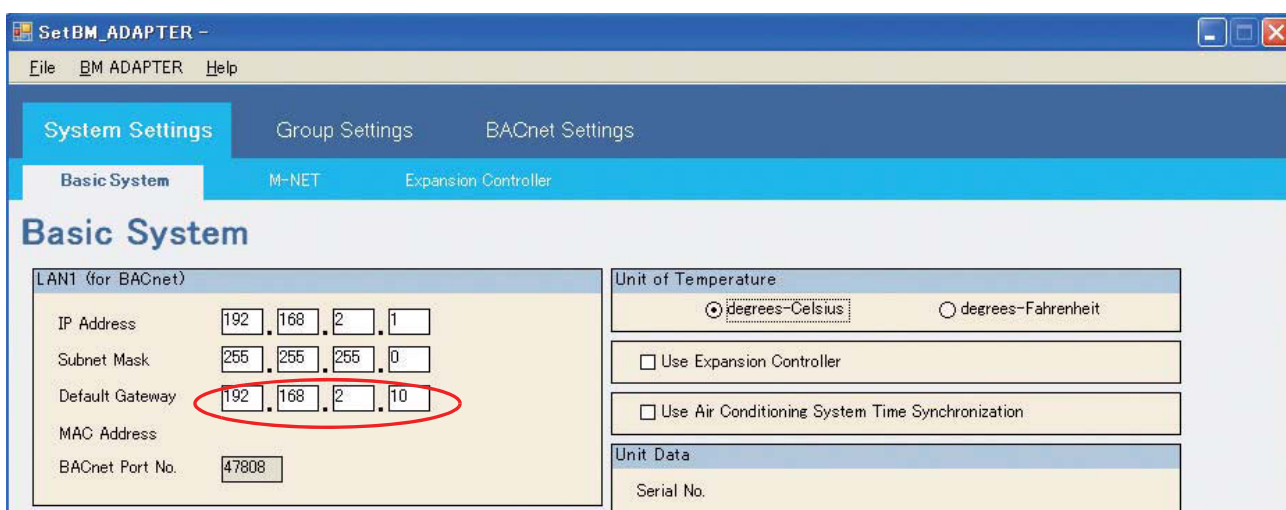 SetBM_ADAPTER -
File BM ADAPTER Help
System Settings Group Settings BACnet Settings
Basic System M-NET Expansion Controller
Basic System
LAN1 (for BACnet)
IP Address 192 . 168 . 2 . 1
Subnet Mask 255 . 255 . 255 . 0
Default Gateway 192 . 168 . 2 . 10
MAC Address
BACnet Port No. 47808
Unit of Temperature
degrees-Celsius degrees-Fahrenheit
Use Expansion Controller
Use Air Conditioning System Time Synchronization
Unit Data
Serial No.